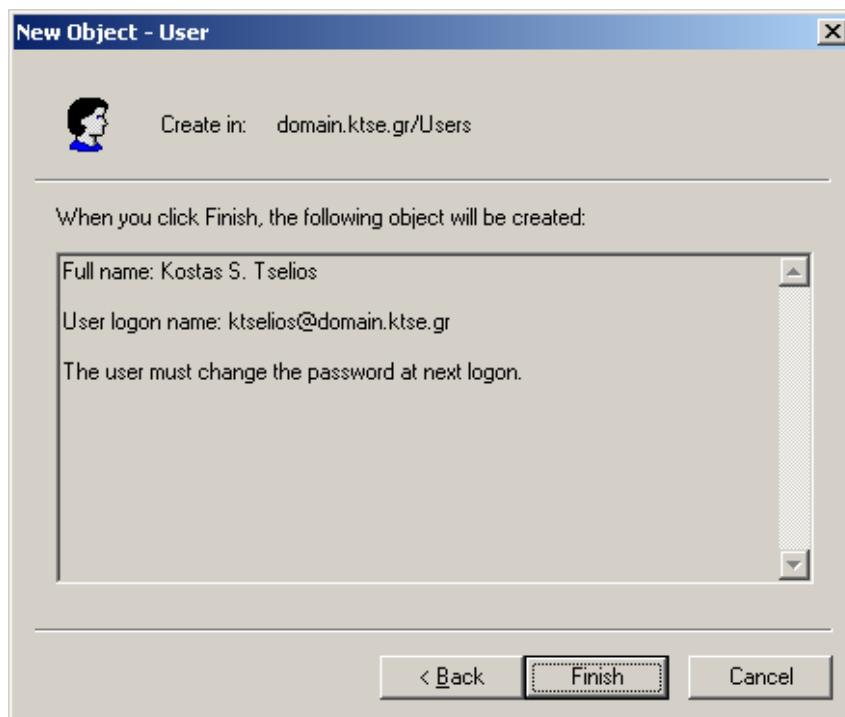 New Object - User
Create in: domain.ktse.gr/Users
When you click Finish, the following object will be created:
Full name: Kostas S. Tselios
User logon name: ktselios@domain.ktse.gr
The user must change the password at next logon.
< Back Finish Cancel